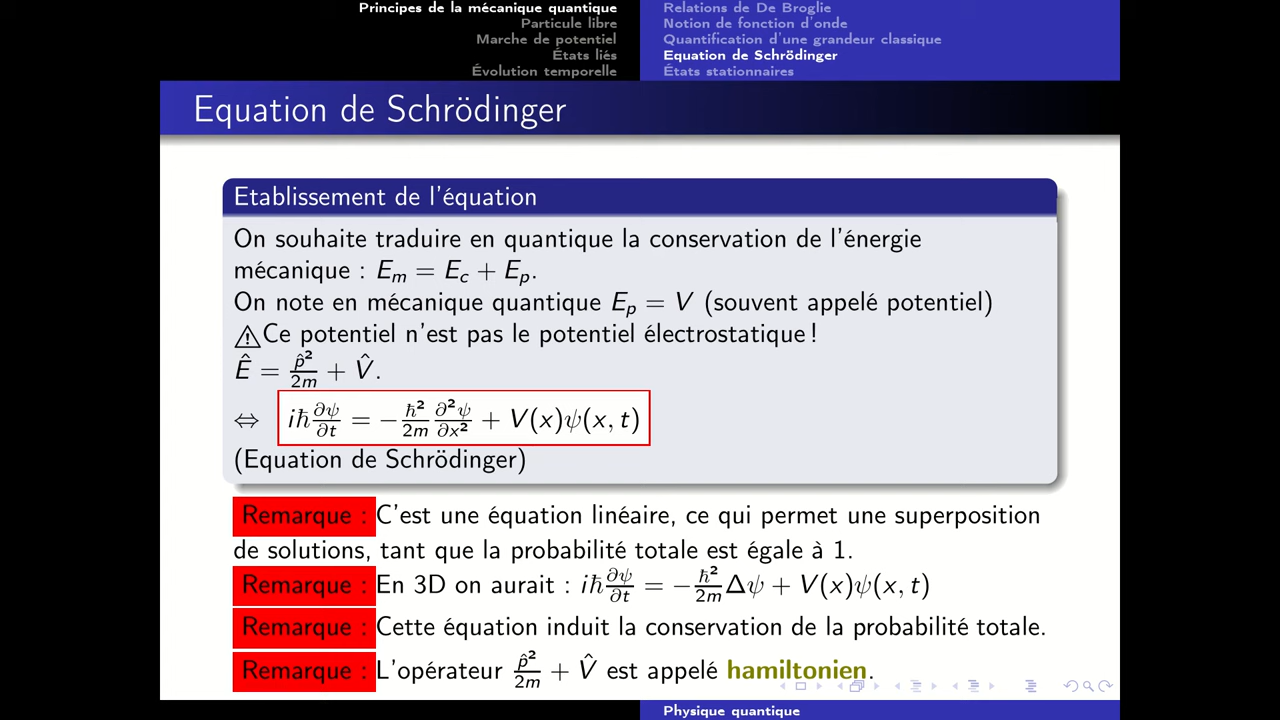 Principes de la mécanique quantique
Particule libre
Marche de potentiel
États liés
Évolution temporelle
Relations de De Broglie
Notion de fonction d'onde
Quantification d'une grandeur classique
Equation de Schrödinger
États stationnaires
Equation de Schrödinger
Etablissement de l'équation
On souhaite traduire en quantique la conservation de l'énergie
mécanique : Eₘ = E_c + Eₚ.
On note en mécanique quantique Eₚ = V (souvent appelé potentiel)
⚠Ce potentiel n'est pas le potentiel électrostatique !
Ê = p̂²/2m + V̂.
⇔ iℏ ∂ψ/∂t = −ℏ²/2m ∂²ψ/∂x² + V(x)ψ(x, t)
(Equation de Schrödinger)
Remarque : C'est une équation linéaire, ce qui permet une superposition
de solutions, tant que la probabilité totale est égale à 1.
Remarque : En 3D on aurait : iℏ ∂ψ/∂t = −ℏ²/2m Δψ + V(x)ψ(x, t)
Remarque : Cette équation induit la conservation de la probabilité totale.
Remarque : L'opérateur p̂²/2m + V̂ est appelé hamiltonien.
Physique quantique